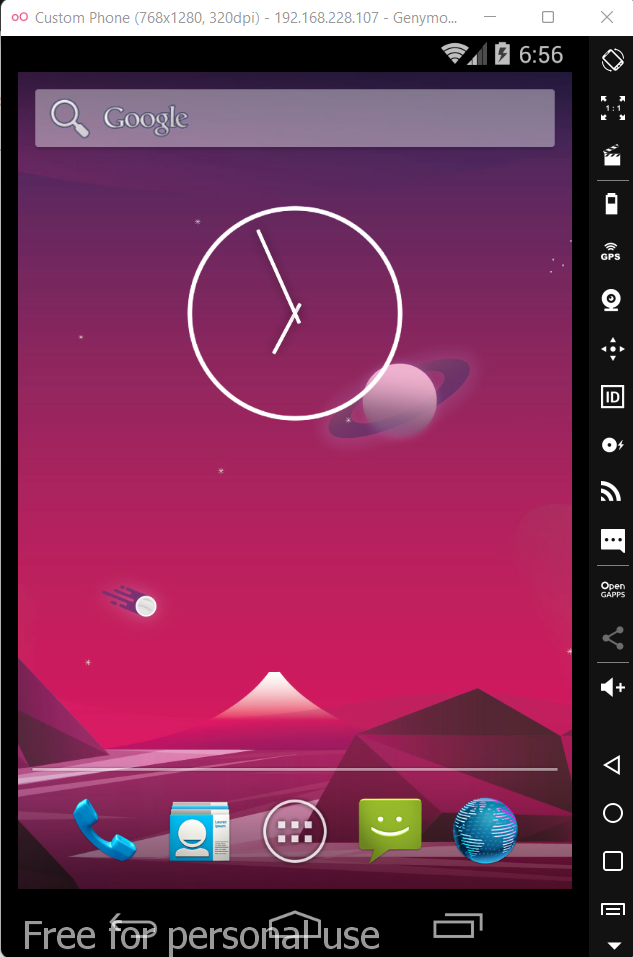 Custom Phone (768x1280, 320dpi) - 192.168.228.107 - Genymo...
6:56
Google
1:1
GPS
ID
Open
GAPPS
Free for personal use